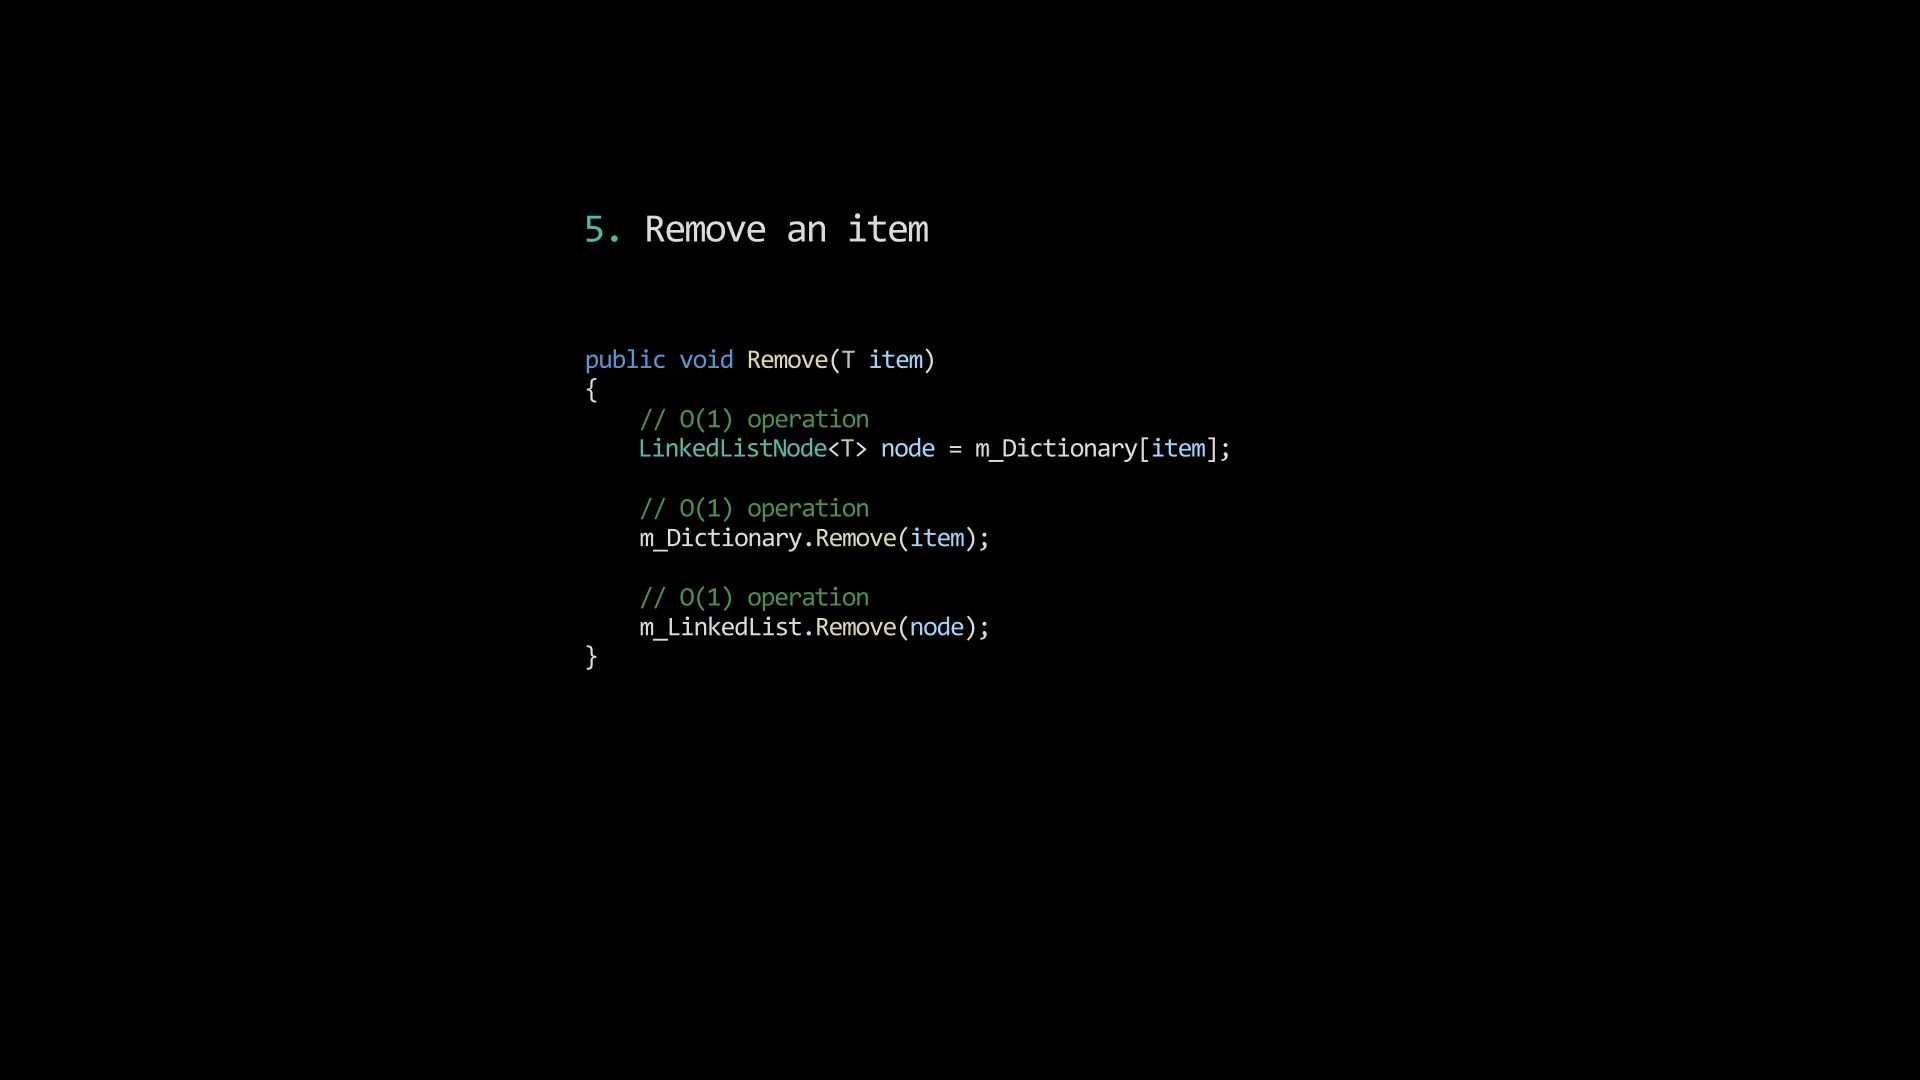 5. Remove an item
public void Remove(T item)
{
    // O(1) operation
    LinkedListNode<T> node = m_Dictionary[item];
    // O(1) operation
    m_Dictionary.Remove(item);
    // O(1) operation
    m_LinkedList.Remove(node);
}